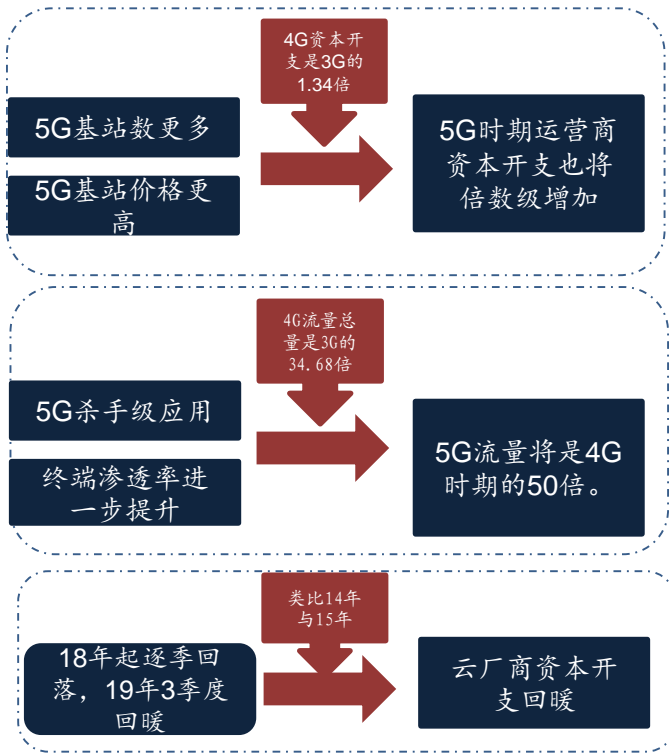 4G资本开
支是3G的
1.34倍
5G基站数更多
5G基站价格更
高
5G时期运营商
资本开支也将
倍数级增加
4G流量总
量是3G的
34.68倍
5G杀手级应用
终端渗透率进
一步提升
5G流量将是4G
时期的50倍。
类比14年
与15年
18年起逐季回
落，19年3季度
回暖
云厂商资本开
支回暖